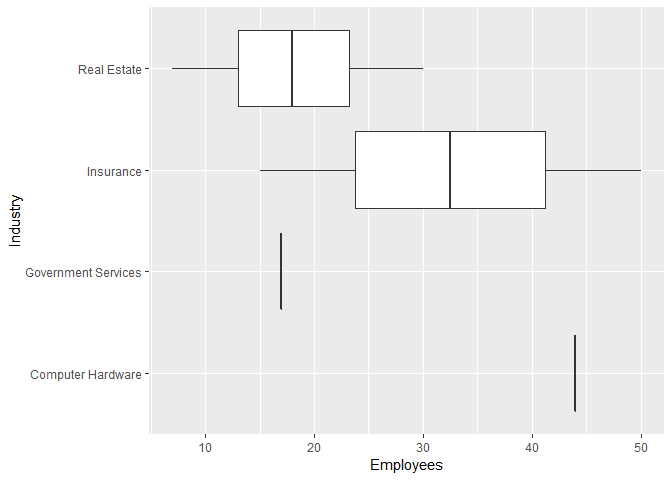 Real Estate
Insurance
Government Services
Computer Hardware
Industry
10 20 30 40 50
Employees